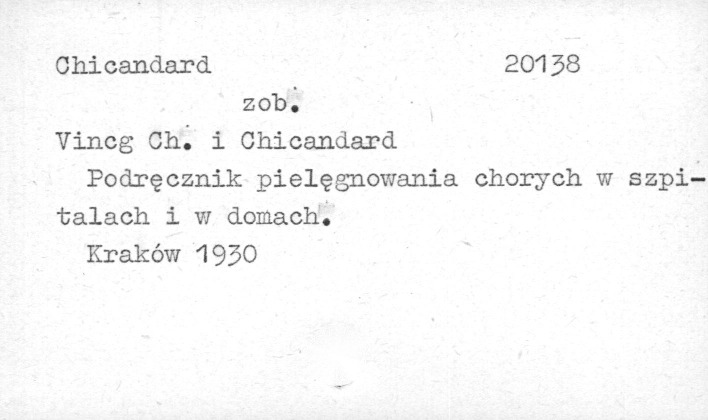 Chicandard 20138
zob.
Vincg Ch. i Chicandard
Podręcznik pielęgnowania chorych w szpi-
talach i w domach.
Kraków 1930